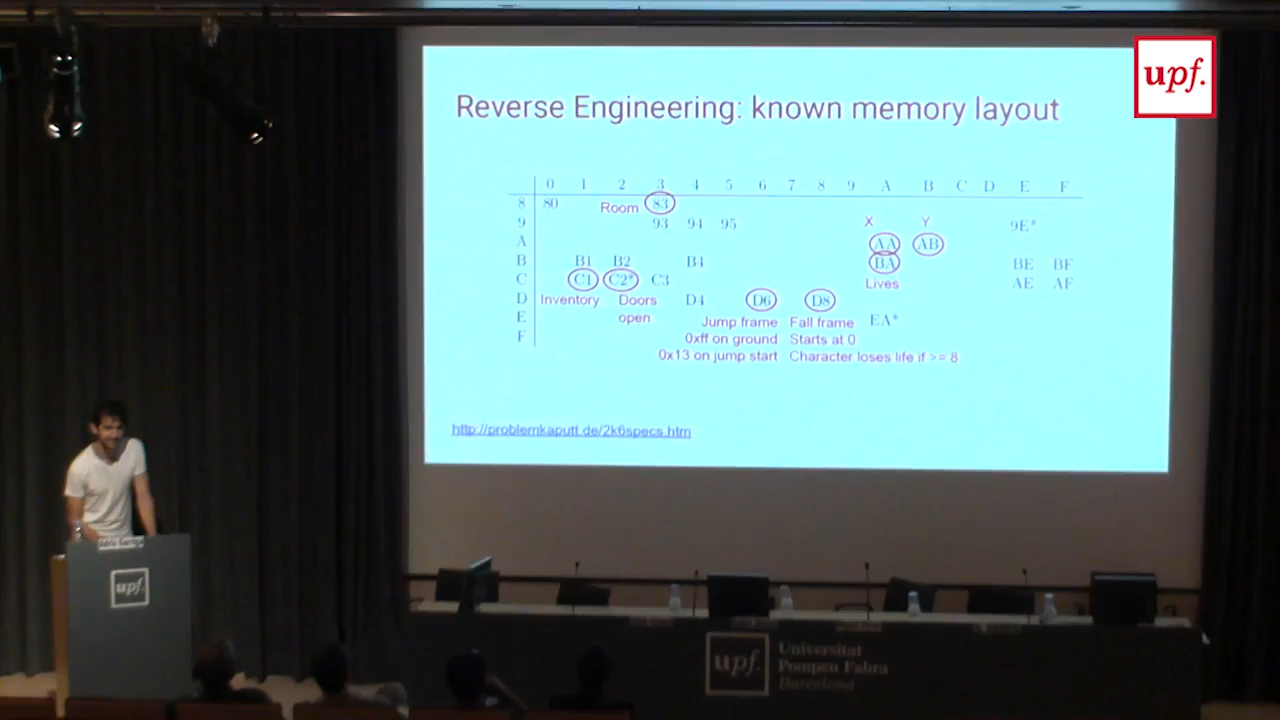 upf.
Reverse Engineering: known memory layout
0 1 2 3 4 5 6 7 8 9 A B C D E F
8 80 Room 83
9 93 94 95 X Y 9E*
A AA AB
B B1 B2 B4 BA BE BF
C C1 C2* C3 Lives AE AF
D Inventory Doors open D4 D6 D8
E Jump frame Fall frame EA*
F 0xff on ground Starts at 0
0x13 on jump start Character loses life if >= 8
http://problemkaputt.de/2k6specs.htm
upf.
upf.
Universitat
Pompeu Fabra
Barcelona